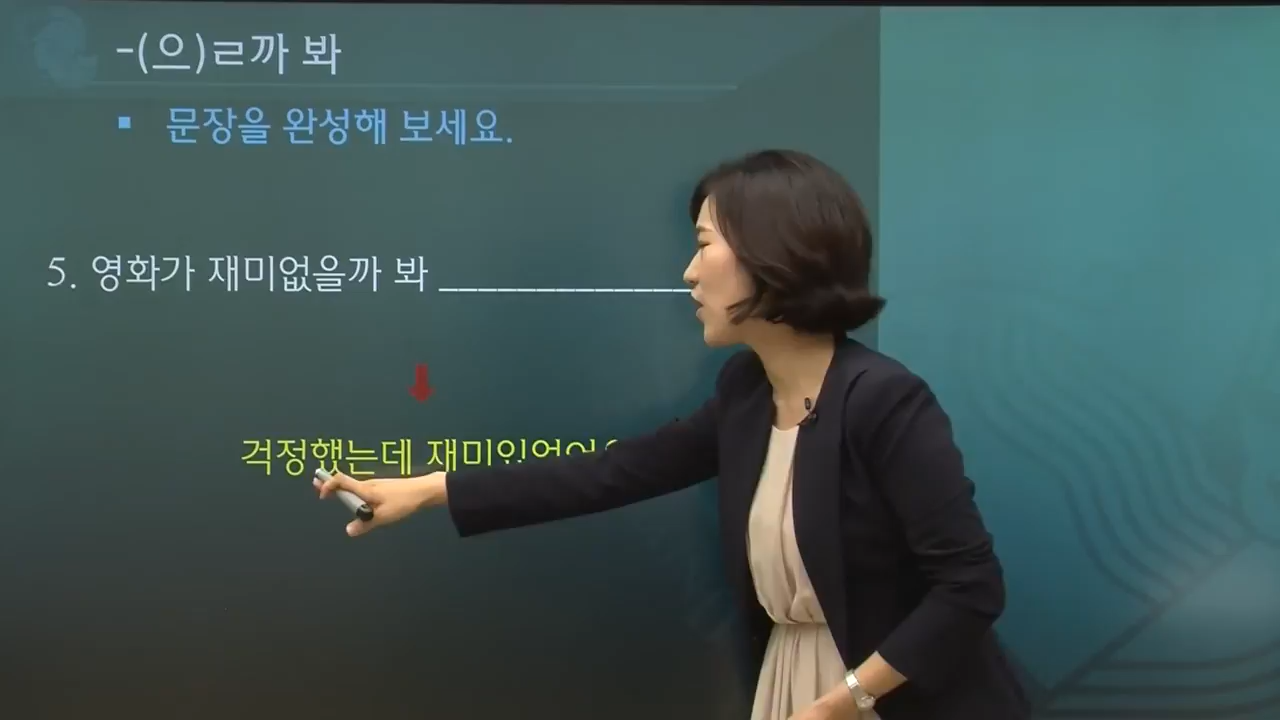 -(으)ㄹ까 봐
▪ 문장을 완성해 보세요.
5. 영화가 재미없을까 봐 ____________
걱정했는데